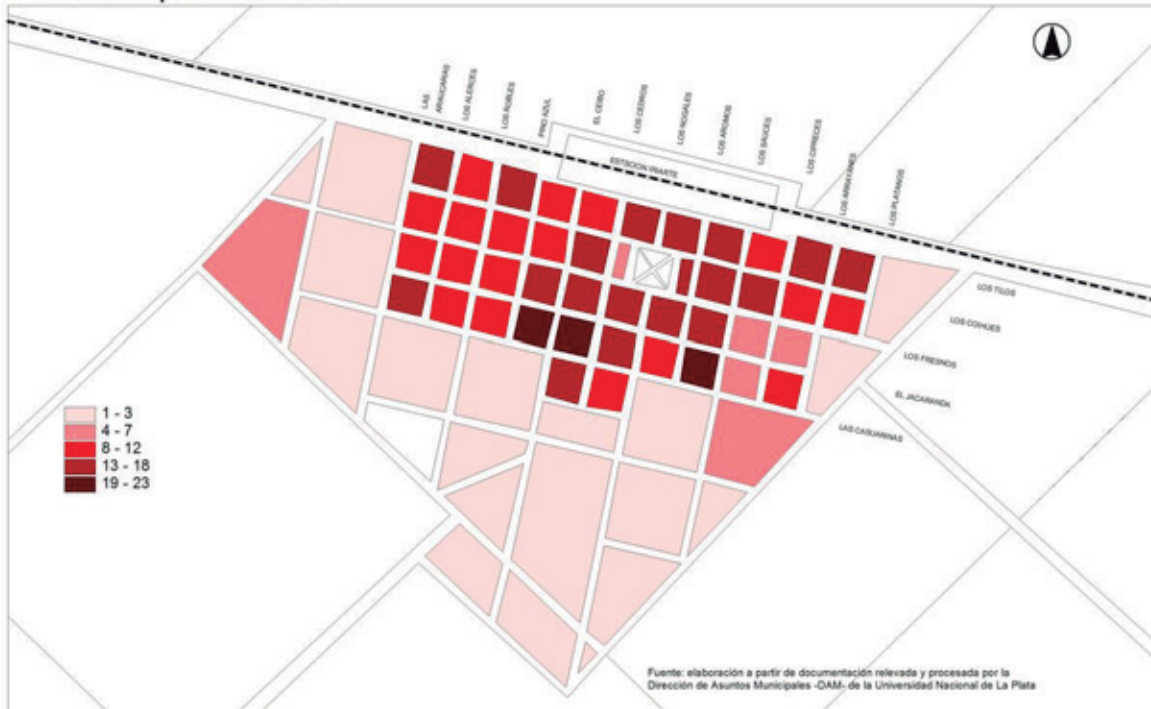 LAS
ARAUCARIAS
LOS ALERCES
LOS ROBLES
PINO AZUL
EL CEIBO
LOS CEDROS
LOS NOGALES
LOS AROMOS
LOS SAUCES
LOS CIPRECES
LOS ARRAYANES
LOS PLATANOS
ESTACION IRIARTE
LOS TILOS
LOS COIHUES
LOS FRESNOS
EL JACARANDA
LAS CASUARINAS
1 - 3
4 - 7
8 - 12
13 - 18
19 - 23
Fuente: elaboración a partir de documentación relevada y procesada por la
Dirección de Asuntos Municipales -DAM- de la Universidad Nacional de La Plata